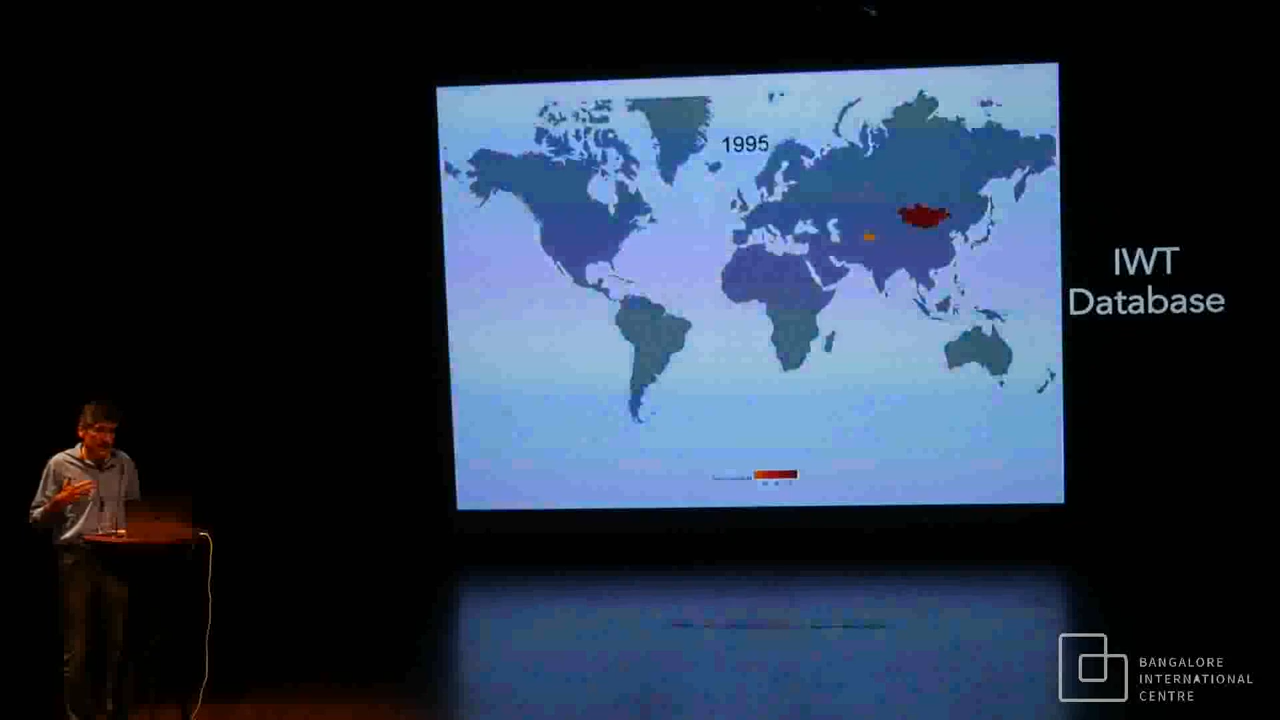 1995
IWT
Database
BANGALORE
INTERNATIONAL
CENTRE